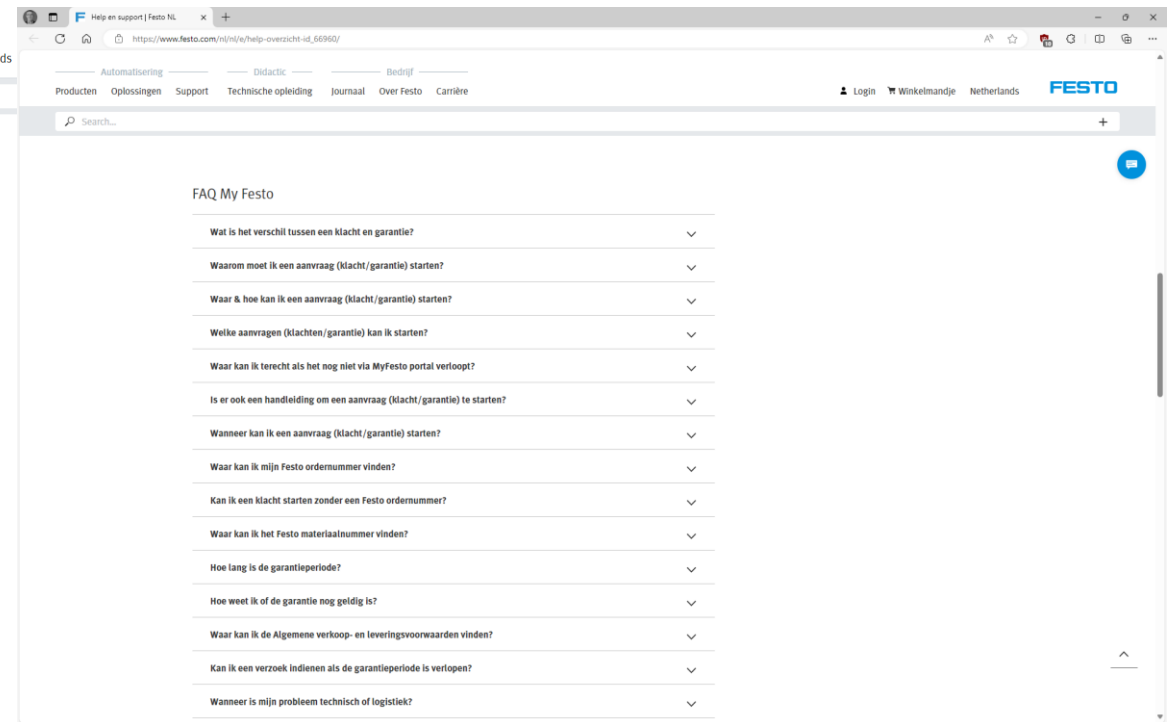 Help en support | Festo NL
https://www.festo.com/nl/nl/e/help-overzicht-id_66960/
ds
Automatisering Didactic Bedrijf
Producten Oplossingen Support Technische opleiding Journaal Over Festo Carrière Login Winkelmandje Netherlands FESTO
Search...
FAQ My Festo
Wat is het verschil tussen een klacht en garantie?
Waarom moet ik een aanvraag (klacht/garantie) starten?
Waar & hoe kan ik een aanvraag (klacht/garantie) starten?
Welke aanvragen (klachten/garantie) kan ik starten?
Waar kan ik terecht als het nog niet via MyFesto portal verloopt?
Is er ook een handleiding om een aanvraag (klacht/garantie) te starten?
Wanneer kan ik een aanvraag (klacht/garantie) starten?
Waar kan ik mijn Festo ordernummer vinden?
Kan ik een klacht starten zonder een Festo ordernummer?
Waar kan ik het Festo materiaalnummer vinden?
Hoe lang is de garantieperiode?
Hoe weet ik of de garantie nog geldig is?
Waar kan ik de Algemene verkoop- en leveringsvoorwaarden vinden?
Kan ik een verzoek indienen als de garantieperiode is verlopen?
Wanneer is mijn probleem technisch of logistiek?